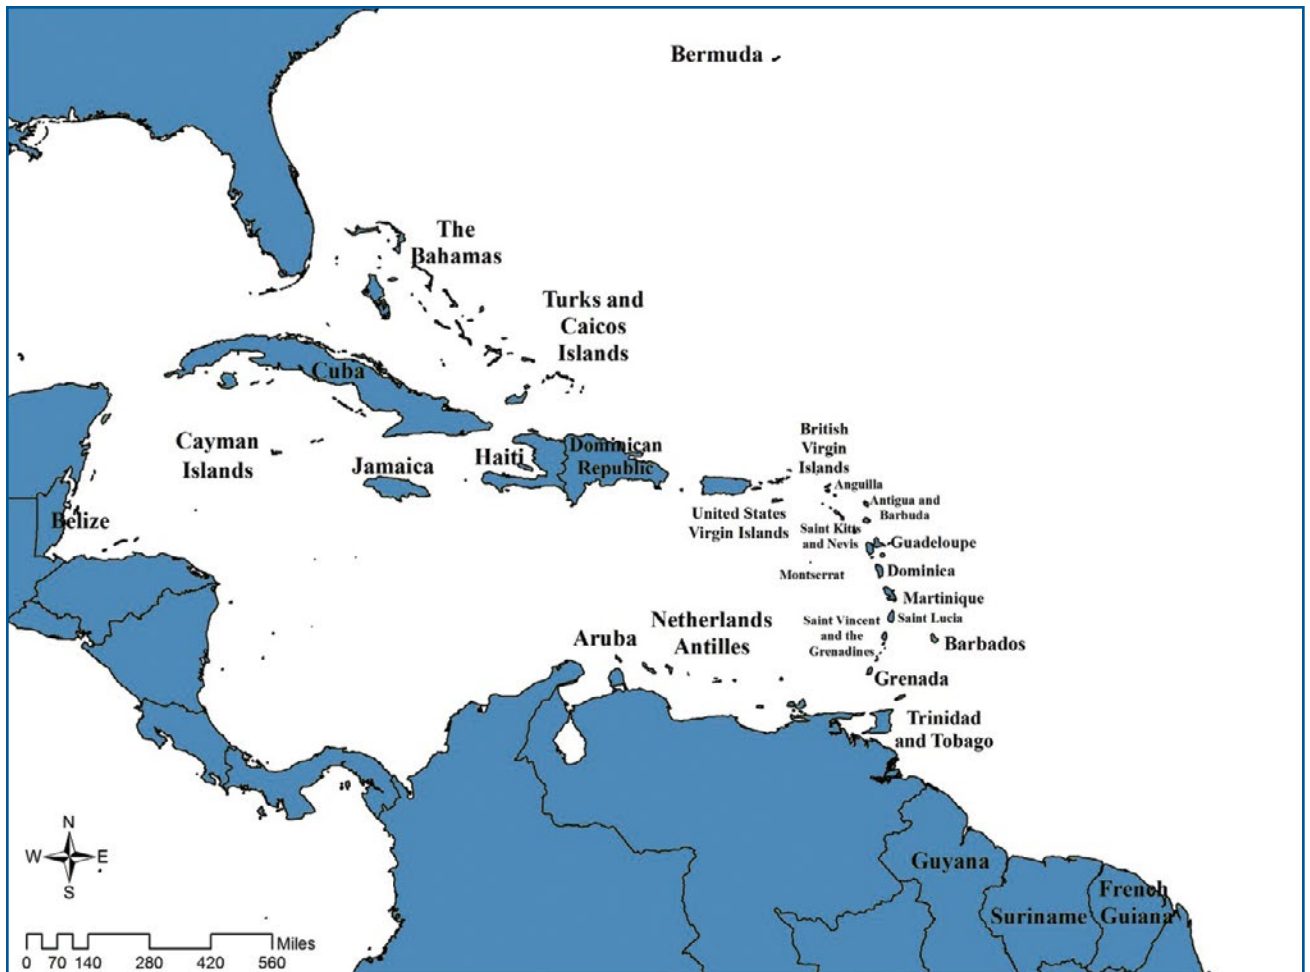 Bermuda
The
Bahamas
Turks and
Caicos
Islands
Cuba
Cayman
Islands
Jamaica
Haiti
Dominican
Republic
British
Virgin
Islands
Anguilla
Antigua and
Barbuda
United States
Virgin Islands
Saint Kitts
and Nevis
Guadeloupe
Belize
Montserrat
Dominica
Martinique
Saint Lucia
Saint Vincent
and the
Grenadines
Barbados
Netherlands
Antilles
Aruba
Grenada
Trinidad
and Tobago
Guyana
Suriname
French
Guiana
N
W E
S
Miles
0 70 140 280 420 560